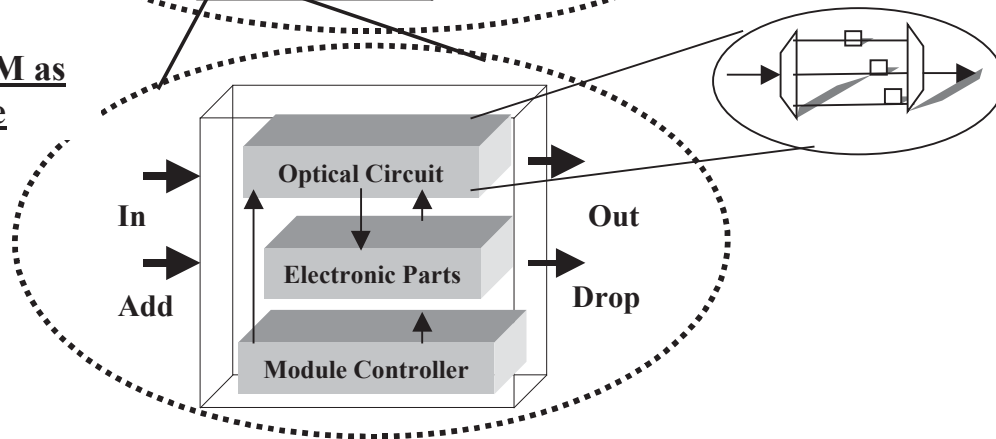 M as
e
Optical Circuit
In
Out
Electronic Parts
Add
Drop
Module Controller